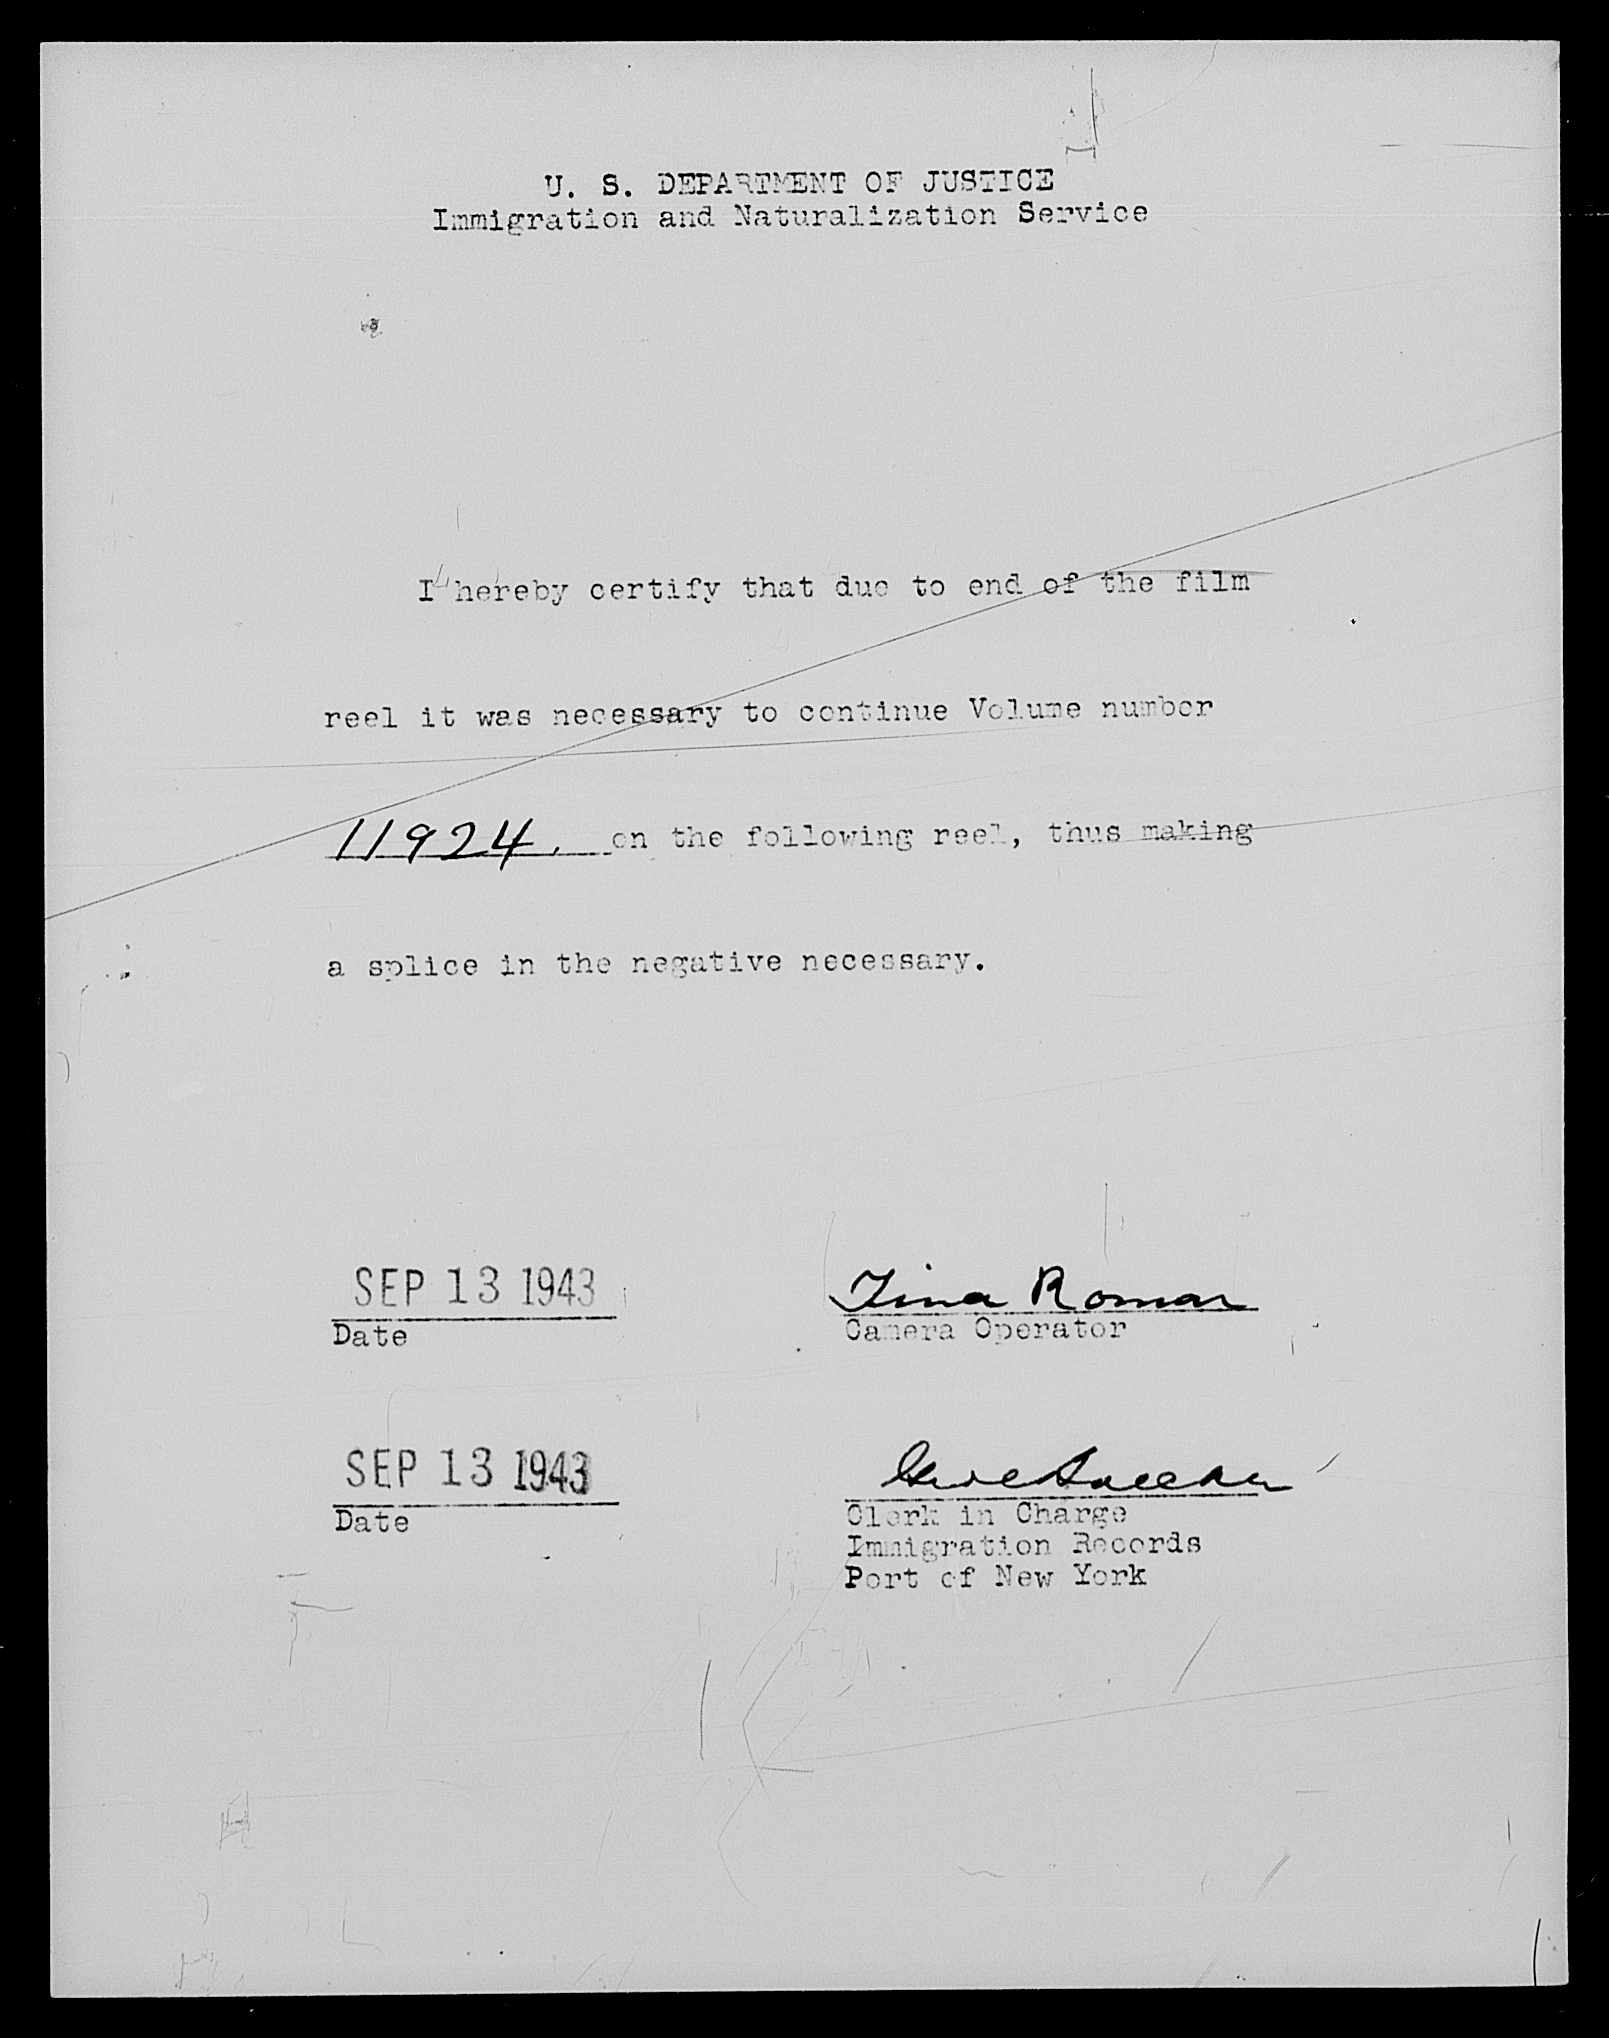 U. S. DEPARTMENT OF JUSTICE
Immigration and Naturalization Service
I hereby certify that due to end of the film
reel it was necessary to continue Volume number
11924. on the following reel, thus making
a splice in the negative necessary.
SEP 13 1943
Date
Tina Roman
Camera Operator
SEP 13 1943
Date
Clerk in Charge
Immigration Records
Port of New York